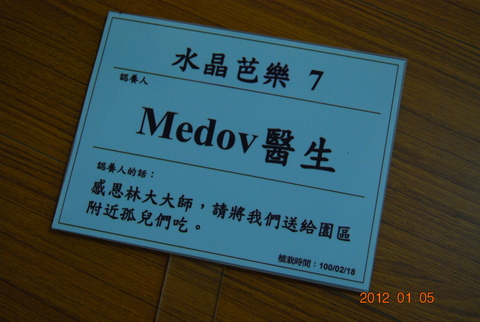 水晶芭樂 7
認養人
Medov醫生
認養人的話：
感恩林大大師，請將我們送給園區
附近孤兒們吃。
植栽時間：100/02/18
2012 01 05